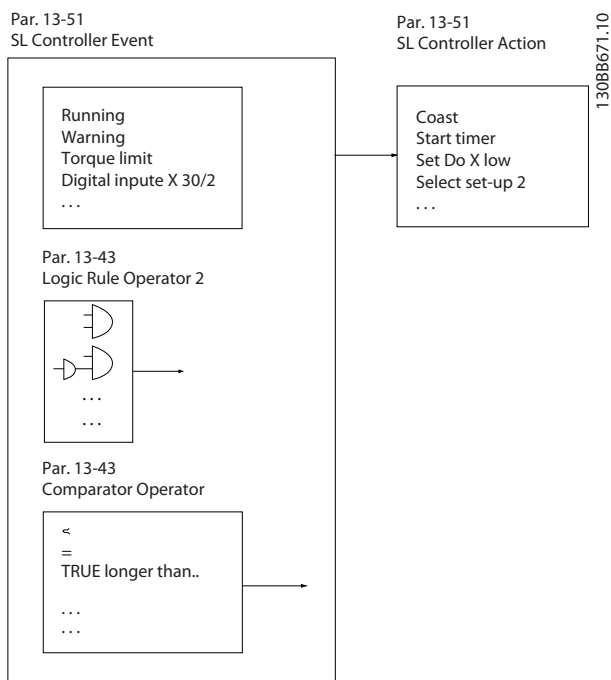 Par. 13-51
SL Controller Event
Par. 13-51
SL Controller Action
130BB671.10
Running
Warning
Torque limit
Digital inpute X 30/2
. . .
Coast
Start timer
Set Do X low
Select set-up 2
. . .
Par. 13-43
Logic Rule Operator 2
. . .
. . .
Par. 13-43
Comparator Operator
<
=
TRUE longer than..
. . .
. . .